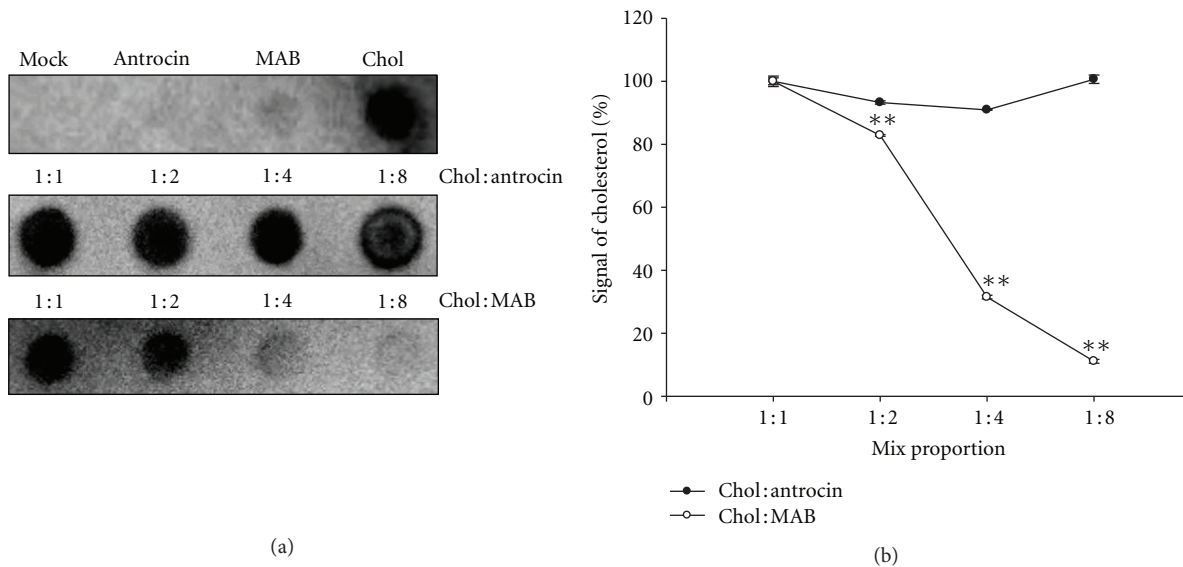 Mock Antrocin MAB Chol
1:1 1:2 1:4 1:8 Chol:antrocin
1:1 1:2 1:4 1:8 Chol:MAB
(a)
120
100
80
60
40
20
0
Signal of cholesterol (%)
**
**
**
1:1 1:2 1:4 1:8
Mix proportion
Chol:antrocin
Chol:MAB
(b)